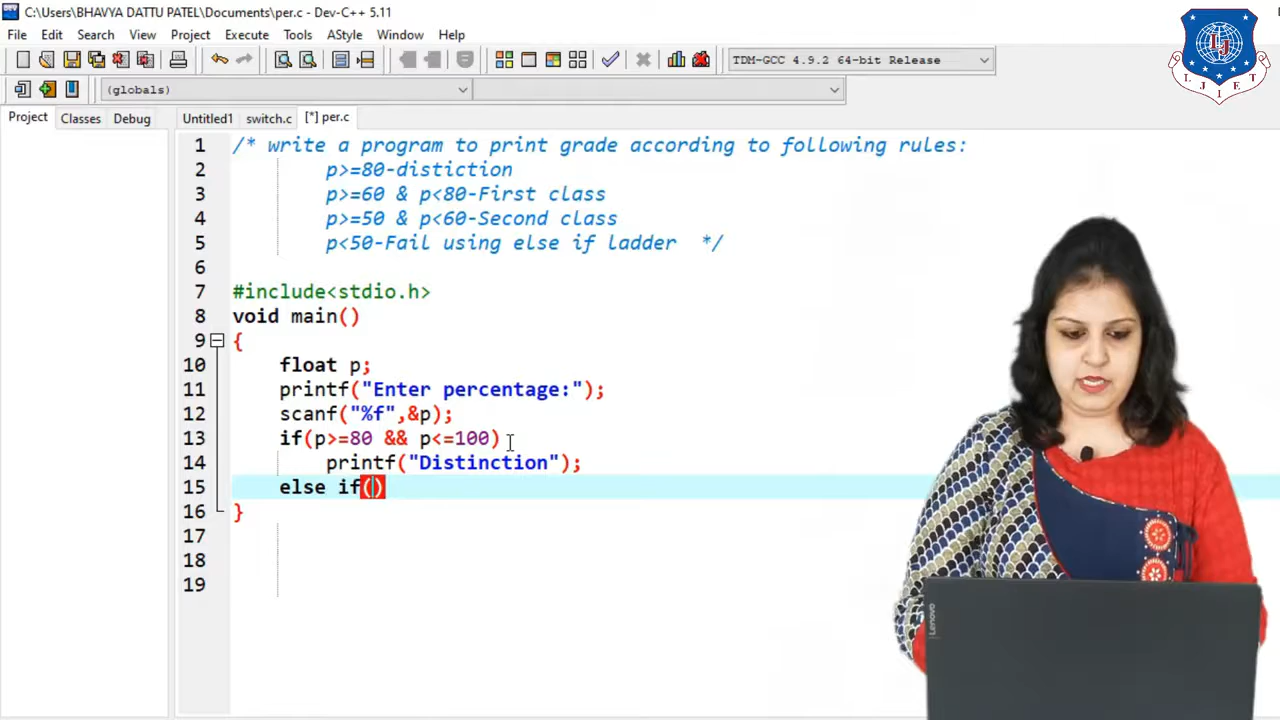 C:\Users\BHAVYA DATTU PATEL\Documents\per.c - Dev-C++ 5.11
File Edit Search View Project Execute Tools AStyle Window Help
TDM-GCC 4.9.2 64-bit Release
(globals)
Project Classes Debug Untitled1 switch.c [*] per.c
1 /* write a program to print grade according to following rules:
2 p>=80-distiction
3 p>=60 & p<80-First class
4 p>=50 & p<60-Second class
5 p<50-Fail using else if ladder */
6
7 #include<stdio.h>
8 void main()
9 {
10 float p;
11 printf("Enter percentage:");
12 scanf("%f",&p);
13 if(p>=80 && p<=100)
14 printf("Distinction");
15 else if()
16 }
17
18
19
LJIET
lenovo